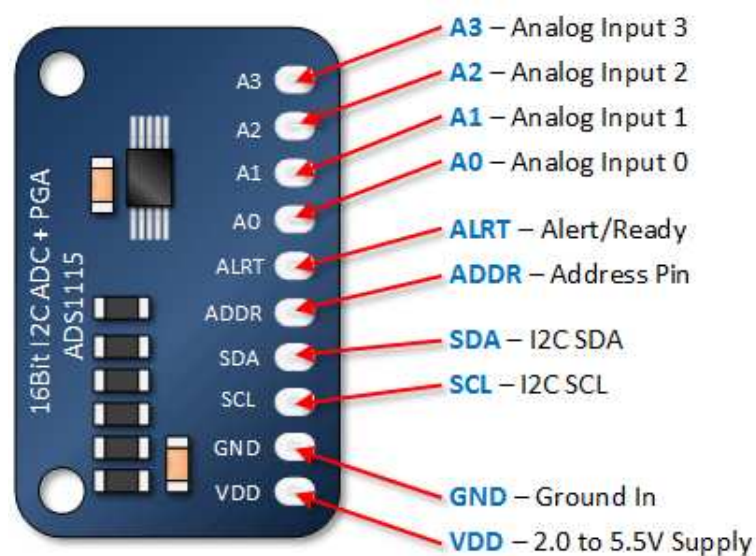 A3
A2
A1
A0
ALRT
ADDR
SDA
SCL
GND
VDD
16Bit I2C ADC + PGA
ADS1115
A3 – Analog Input 3
A2 – Analog Input 2
A1 – Analog Input 1
A0 – Analog Input 0
ALRT – Alert/Ready
ADDR – Address Pin
SDA – I2C SDA
SCL – I2C SCL
GND – Ground In
VDD – 2.0 to 5.5V Supply